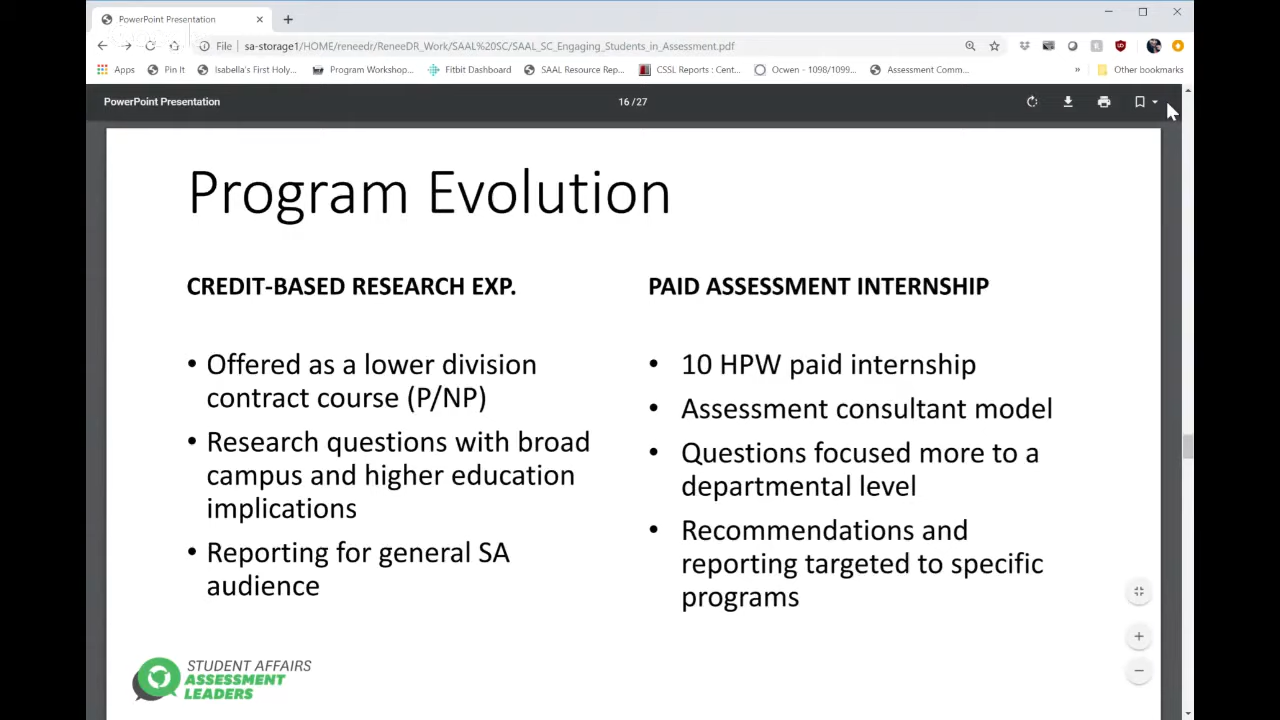 PowerPoint Presentation
File
sa-storage1/HOME/reneedr/ReneeDR_Work/SAAL%20SC/SAAL_SC_Engaging_Students_in_Assessment.pdf
Apps
Pin It
Isabella's First Holy...
Program Workshop...
Fitbit Dashboard
SAAL Resource Rep...
CSSL Reports : Cent...
Ocwen - 1098/1099...
Assessment Comm...
»
Other bookmarks
PowerPoint Presentation
16 / 27
Program Evolution
CREDIT-BASED RESEARCH EXP.
• Offered as a lower division
contract course (P/NP)
• Research questions with broad
campus and higher education
implications
• Reporting for general SA
audience
PAID ASSESSMENT INTERNSHIP
• 10 HPW paid internship
• Assessment consultant model
• Questions focused more to a
departmental level
• Recommendations and
reporting targeted to specific
programs
STUDENT AFFAIRS
ASSESSMENT
LEADERS